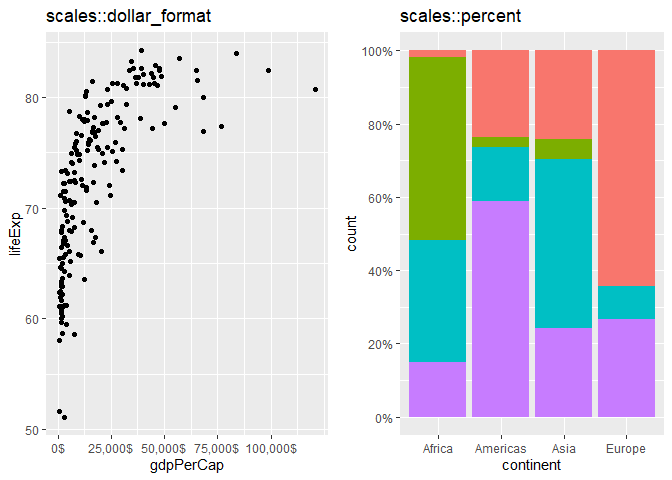 scales::dollar_format
lifeExp
80
70
60
50
0$ 25,000$ 50,000$ 75,000$ 100,000$
gdpPerCap
scales::percent
count
100%
80%
60%
40%
20%
0%
Africa Americas Asia Europe
continent